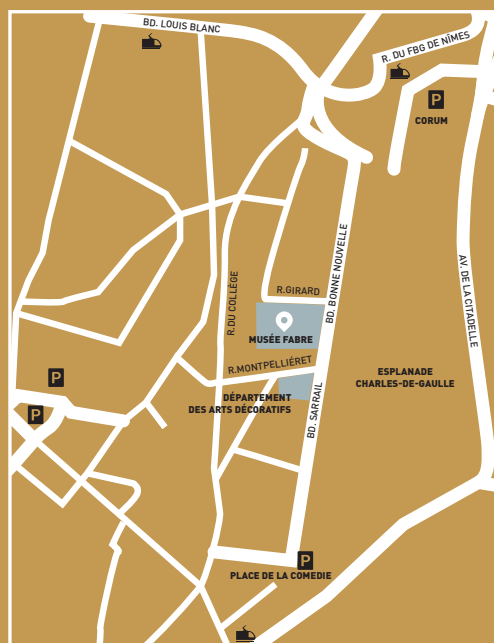 BD. LOUIS BLANC
R. DU FBG DE NÎMES
P
CORUM
BD. BONNE NOUVELLE
AV. DE LA CITADELLE
R.DU COLLÈGE
R.GIRARD
MUSÉE FABRE
R.MONTPELLIÉRET
P
ESPLANADE
CHARLES-DE-GAULLE
DÉPARTEMENT
DES ARTS DÉCORATIFS
BD. SARRAIL
P
P
PLACE DE LA COMEDIE